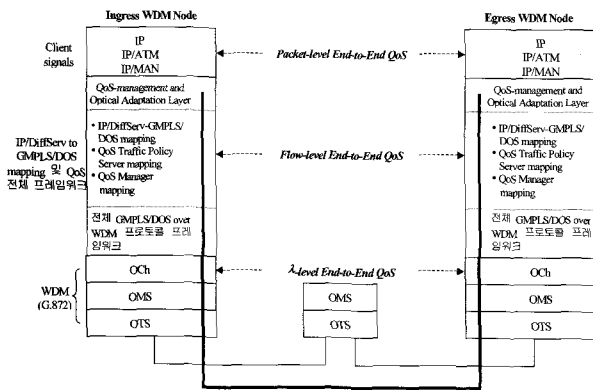 Ingress WDM Node
Egress WDM Node
Client
signals
IP
IP/ATM
IP/MAN
Packet-level End-to-End QoS
IP
IP/ATM
IP/MAN
QoS-management and
Optical Adaptation Layer
QoS-management and
Optical Adaptation Layer
IP/DiffServ to
GMPLS/DOS
mapping 및 QoS
전체 프레임워크
• IP/DiffServ-GMPLS/
DOS mapping
• QoS Traffic Policy
Server mapping
• QoS Manager
mapping
Flow-level End-to-End QoS
• IP/DiffServ-GMPLS/
DOS mapping
• QoS Traffic Policy
Server mapping
• QoS Manager
mapping
전체 GMPLS/DOS over
WDM 프로토콜 프레
임워크
전체 GMPLS/DOS over
WDM 프로토콜 프레
임워크
WDM
(G.872)
OCh
OMS
OTS
λ-level End-to-End QoS
OMS
OTS
OCh
OMS
OTS